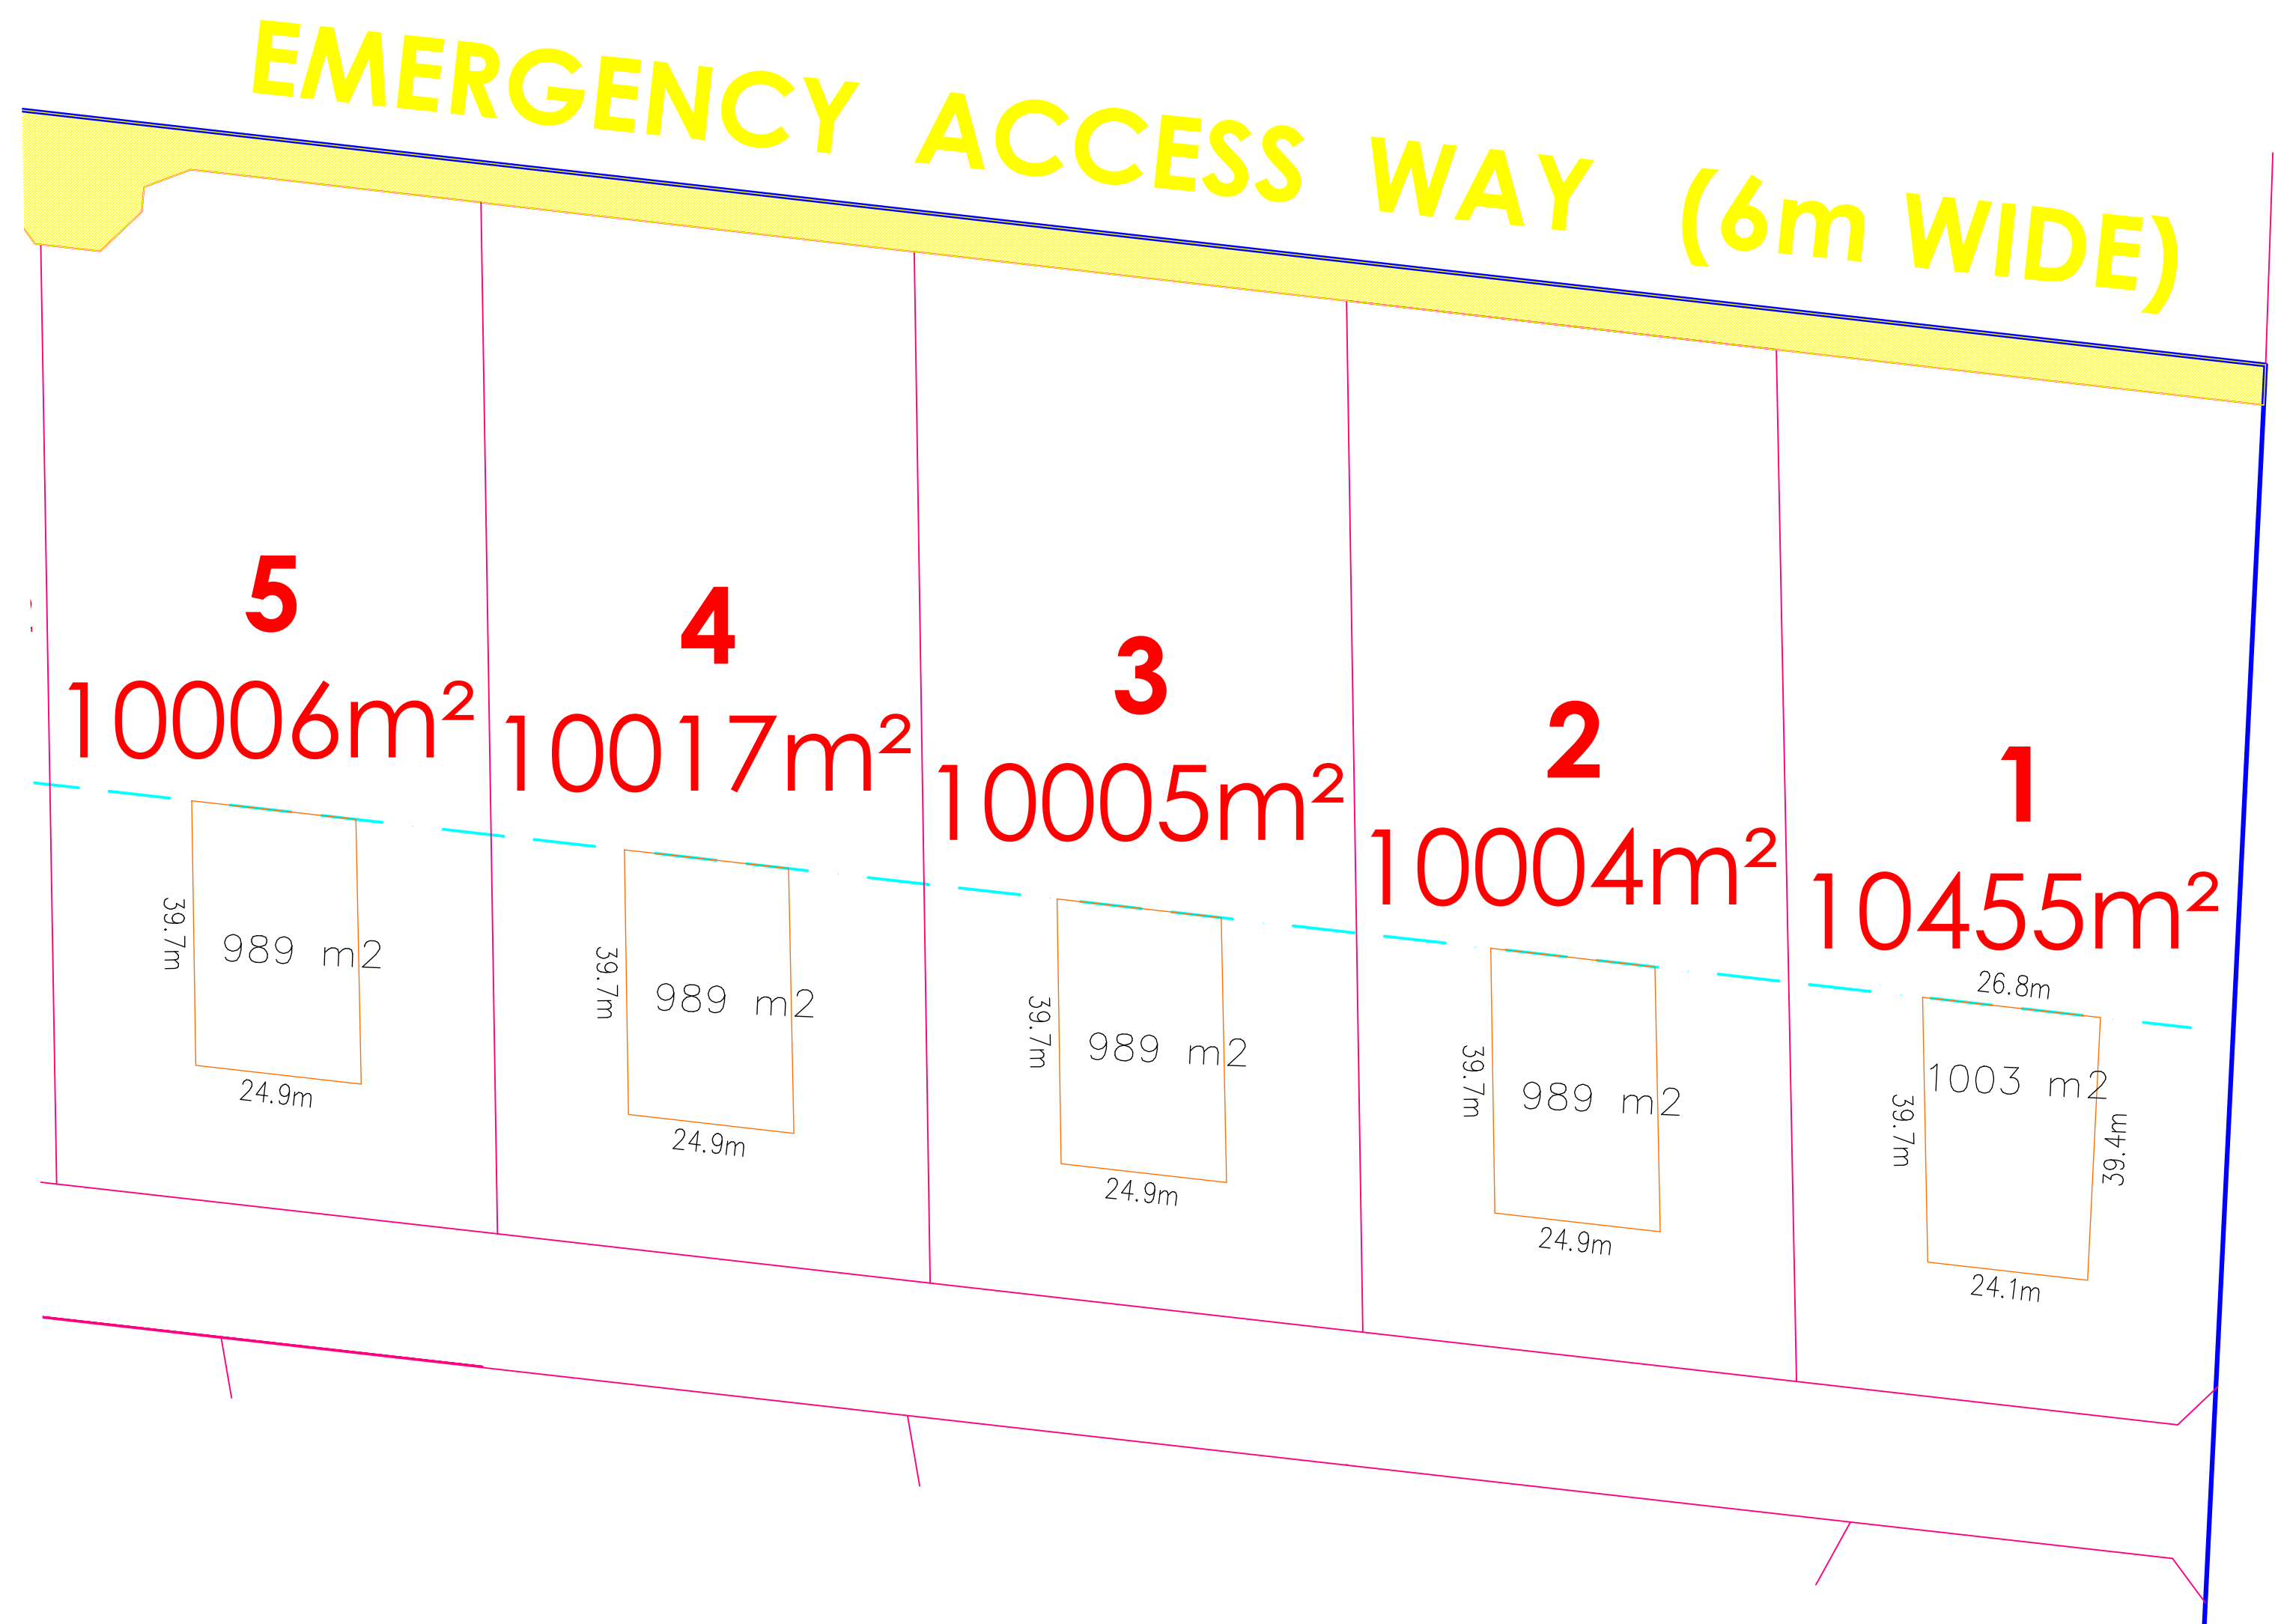 EMERGENCY ACCESS WAY (6m WIDE)
5
10006m²
4
10017m²
3
10005m²
2
10004m²
1
10455m²
39.7m
989 m2
24.9m
39.7m
989 m2
24.9m
39.7m
989 m2
24.9m
39.7m
989 m2
24.9m
26.8m
39.7m
1003 m2
39.4m
24.1m